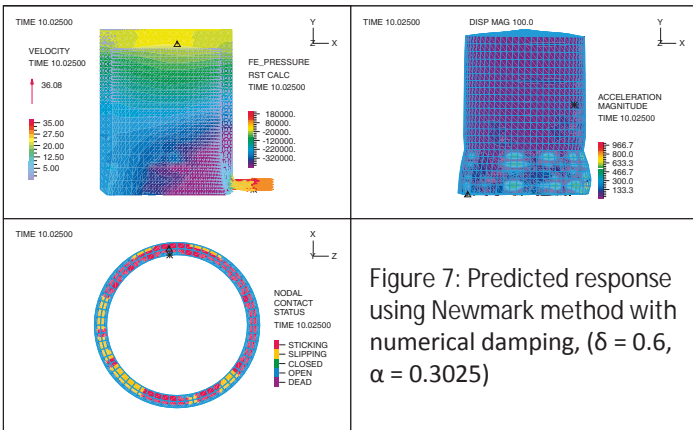 TIME 10.02500
Y
Z X
VELOCITY
TIME 10.02500
36.08
35.00
27.50
20.00
12.50
5.00
FE_PRESSURE
RST CALC
TIME 10.02500
180000.
80000.
-20000.
-120000.
-220000.
-320000.
TIME 10.02500
DISP MAG 100.0
Y
Z X
ACCELERATION
MAGNITUDE
TIME 10.02500
966.7
800.0
633.3
466.7
300.0
133.3
TIME 10.02500
X
Y Z
NODAL
CONTACT
STATUS
TIME 10.02500
STICKING
SLIPPING
CLOSED
OPEN
DEAD
Figure 7: Predicted response
using Newmark method with
numerical damping, (δ = 0.6,
α = 0.3025)